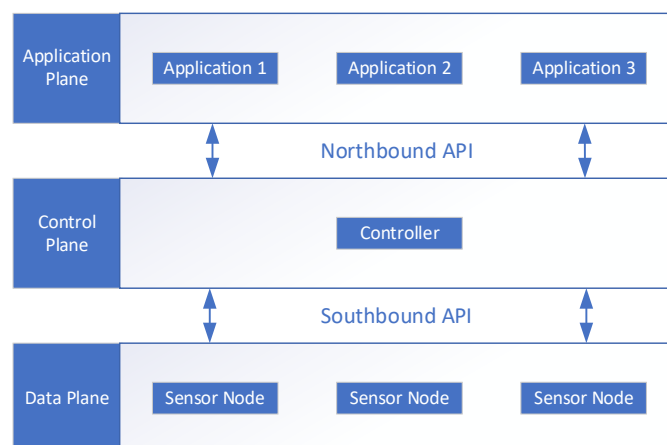 Application
Plane
Application 1
Application 2
Application 3
Northbound API
Control
Plane
Controller
Southbound API
Data Plane
Sensor Node
Sensor Node
Sensor Node